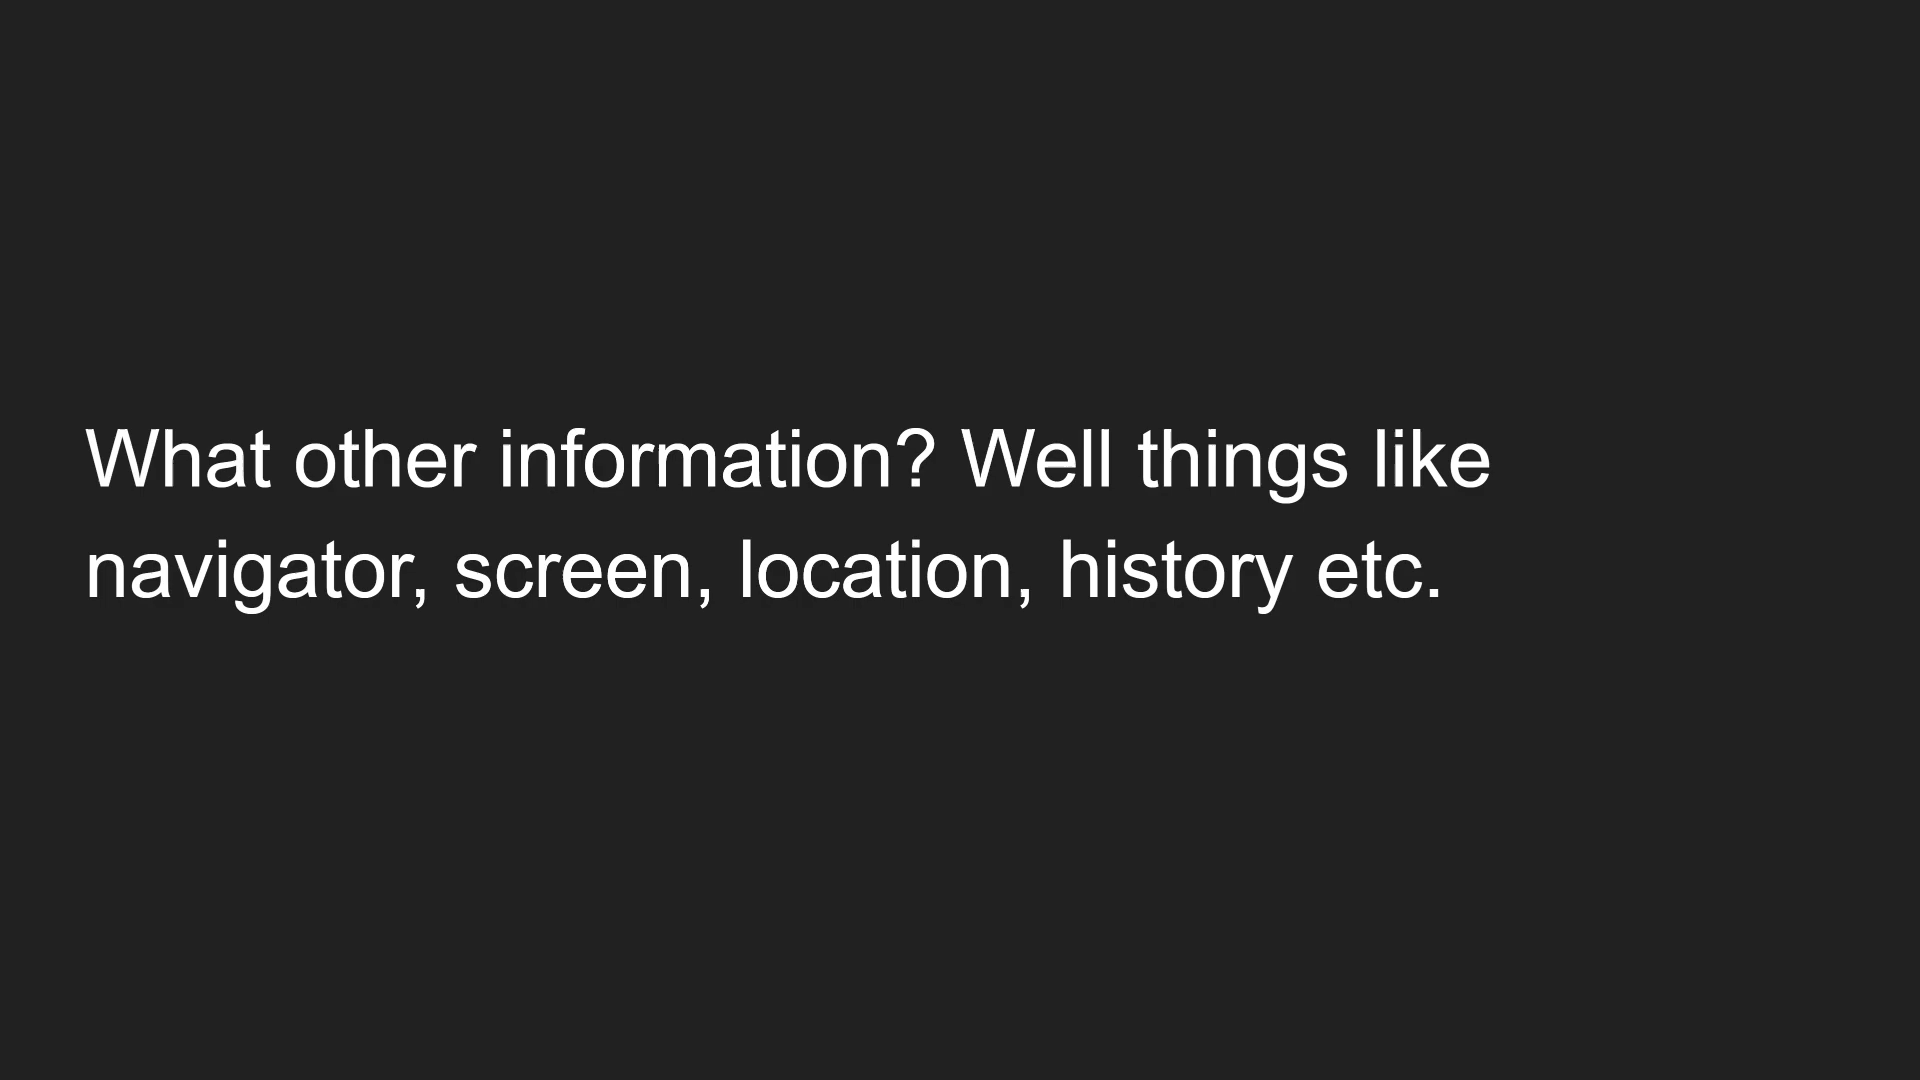 What other information? Well things like
navigator, screen, location, history etc.